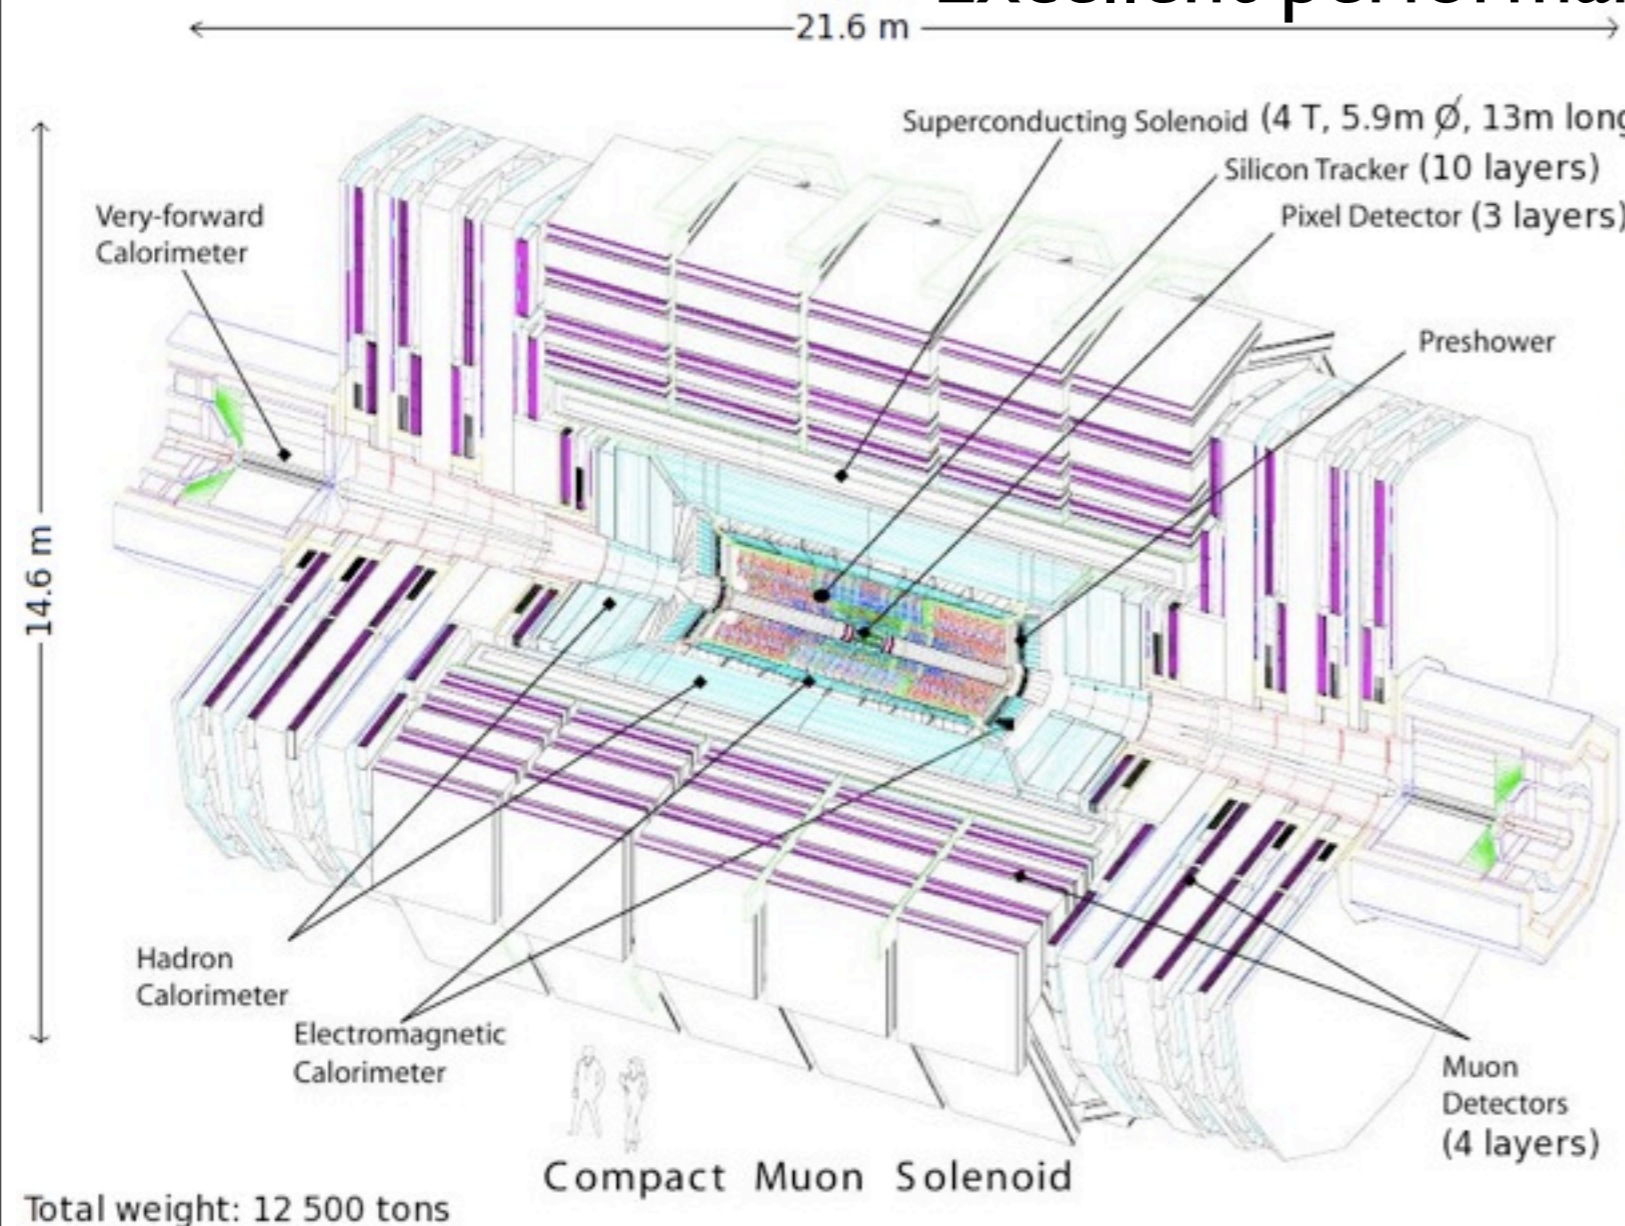 21.6 m
Superconducting Solenoid (4 T, 5.9m Ø, 13m long
Silicon Tracker (10 layers)
Pixel Detector (3 layers)
Very-forward
Calorimeter
Preshower
14.6 m
Hadron
Calorimeter
Electromagnetic
Calorimeter
Muon
Detectors
(4 layers)
Compact Muon Solenoid
Total weight: 12 500 tons